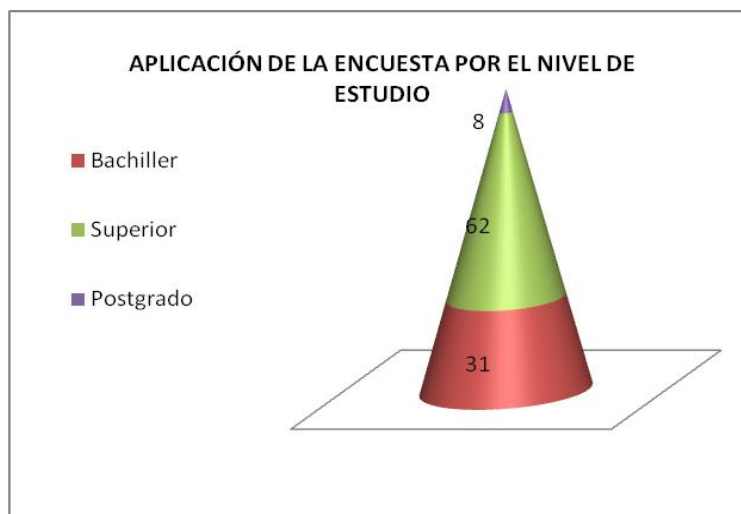 APLICACIÓN DE LA ENCUESTA POR EL NIVEL DE
ESTUDIO
8
Bachiller
62
Superior
Postgrado
31